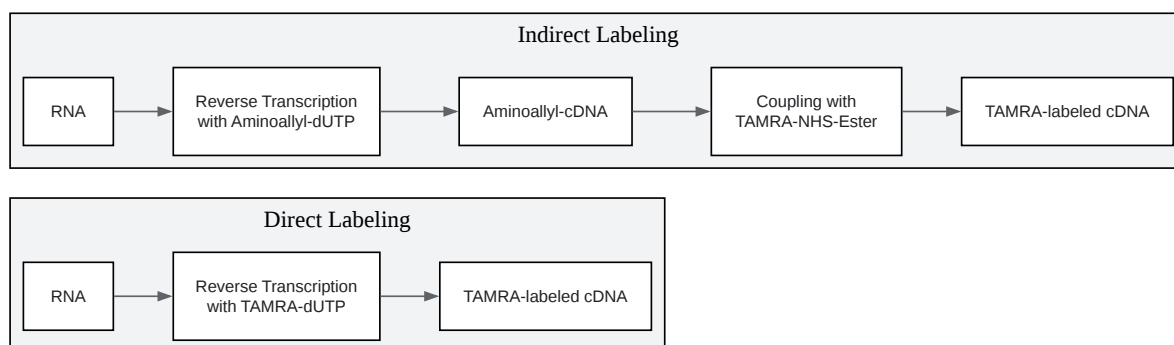 Indirect Labeling
RNA
Reverse Transcription
with Aminoallyl-dUTP
Aminoallyl-cDNA
Coupling with
TAMRA-NHS-Ester
TAMRA-labeled cDNA
Direct Labeling
RNA
Reverse Transcription
with TAMRA-dUTP
TAMRA-labeled cDNA